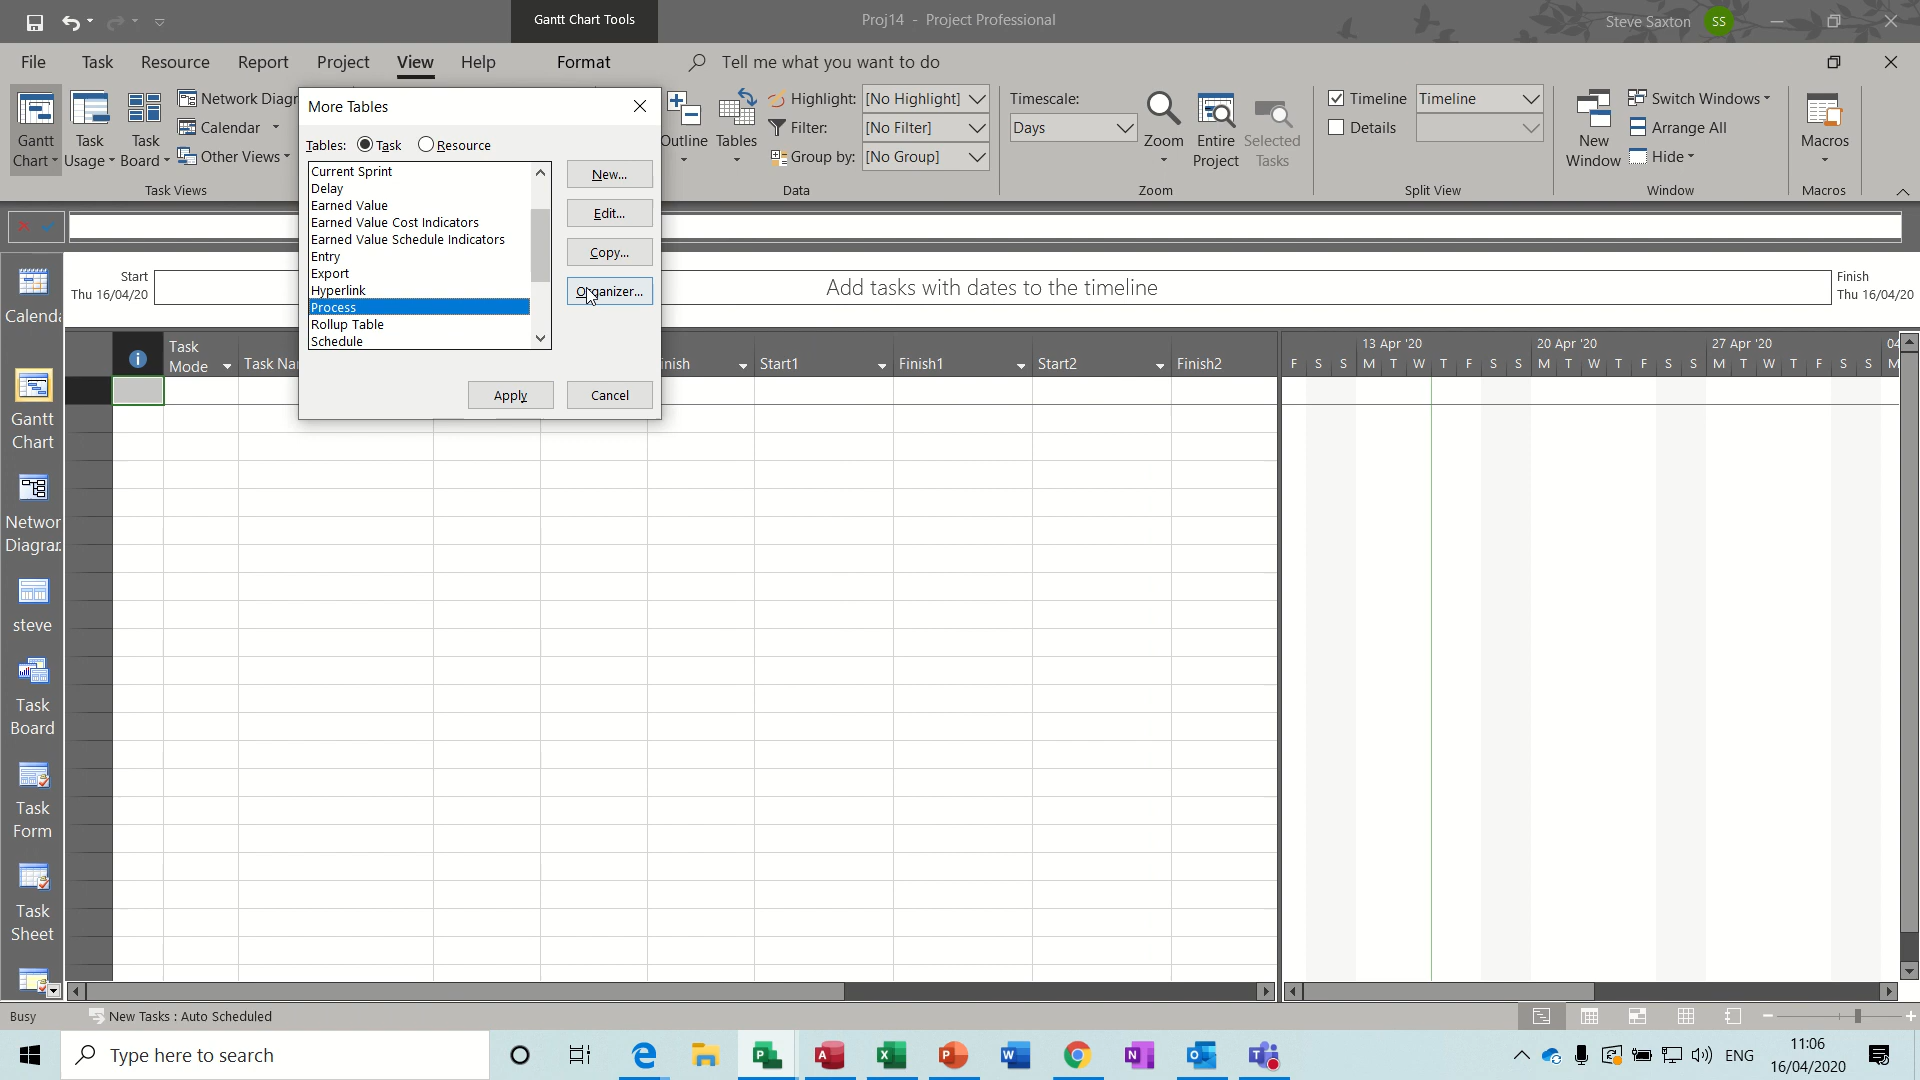 Gantt Chart Tools
Proj14 - Project Professional
Steve Saxton
SS
File
Task
Resource
Report
Project
View
Help
Format
Tell me what you want to do
Gantt
Chart
Task
Usage
Task
Board
Network Diagr
Calendar
Other Views
Task Views
Outline
Tables
Highlight: [No Highlight]
Filter: [No Filter]
Group by: [No Group]
Data
Timescale:
Days
Zoom
Entire
Project
Selected
Tasks
Zoom
Timeline
Timeline
Details
Split View
New
Window
Switch Windows
Arrange All
Hide
Window
Macros
Macros
More Tables
Tables: Task Resource
Current Sprint
Delay
Earned Value
Earned Value Cost Indicators
Earned Value Schedule Indicators
Entry
Export
Hyperlink
Process
Rollup Table
Schedule
New...
Edit...
Copy...
Organizer...
Apply
Cancel
Start
Thu 16/04/20
Add tasks with dates to the timeline
Finish
Thu 16/04/20
Calenda
Gantt
Chart
Networ
Diagran
steve
Task
Board
Task
Form
Task
Sheet
Task
Mode
Task Nar
inish
Start1
Finish1
Start2
Finish2
13 Apr '20
20 Apr '20
27 Apr '20
04
F S S M T W T F S S M T W T F S S M T W T F S S M
Busy
New Tasks : Auto Scheduled
Type here to search
ENG
11:06
16/04/2020